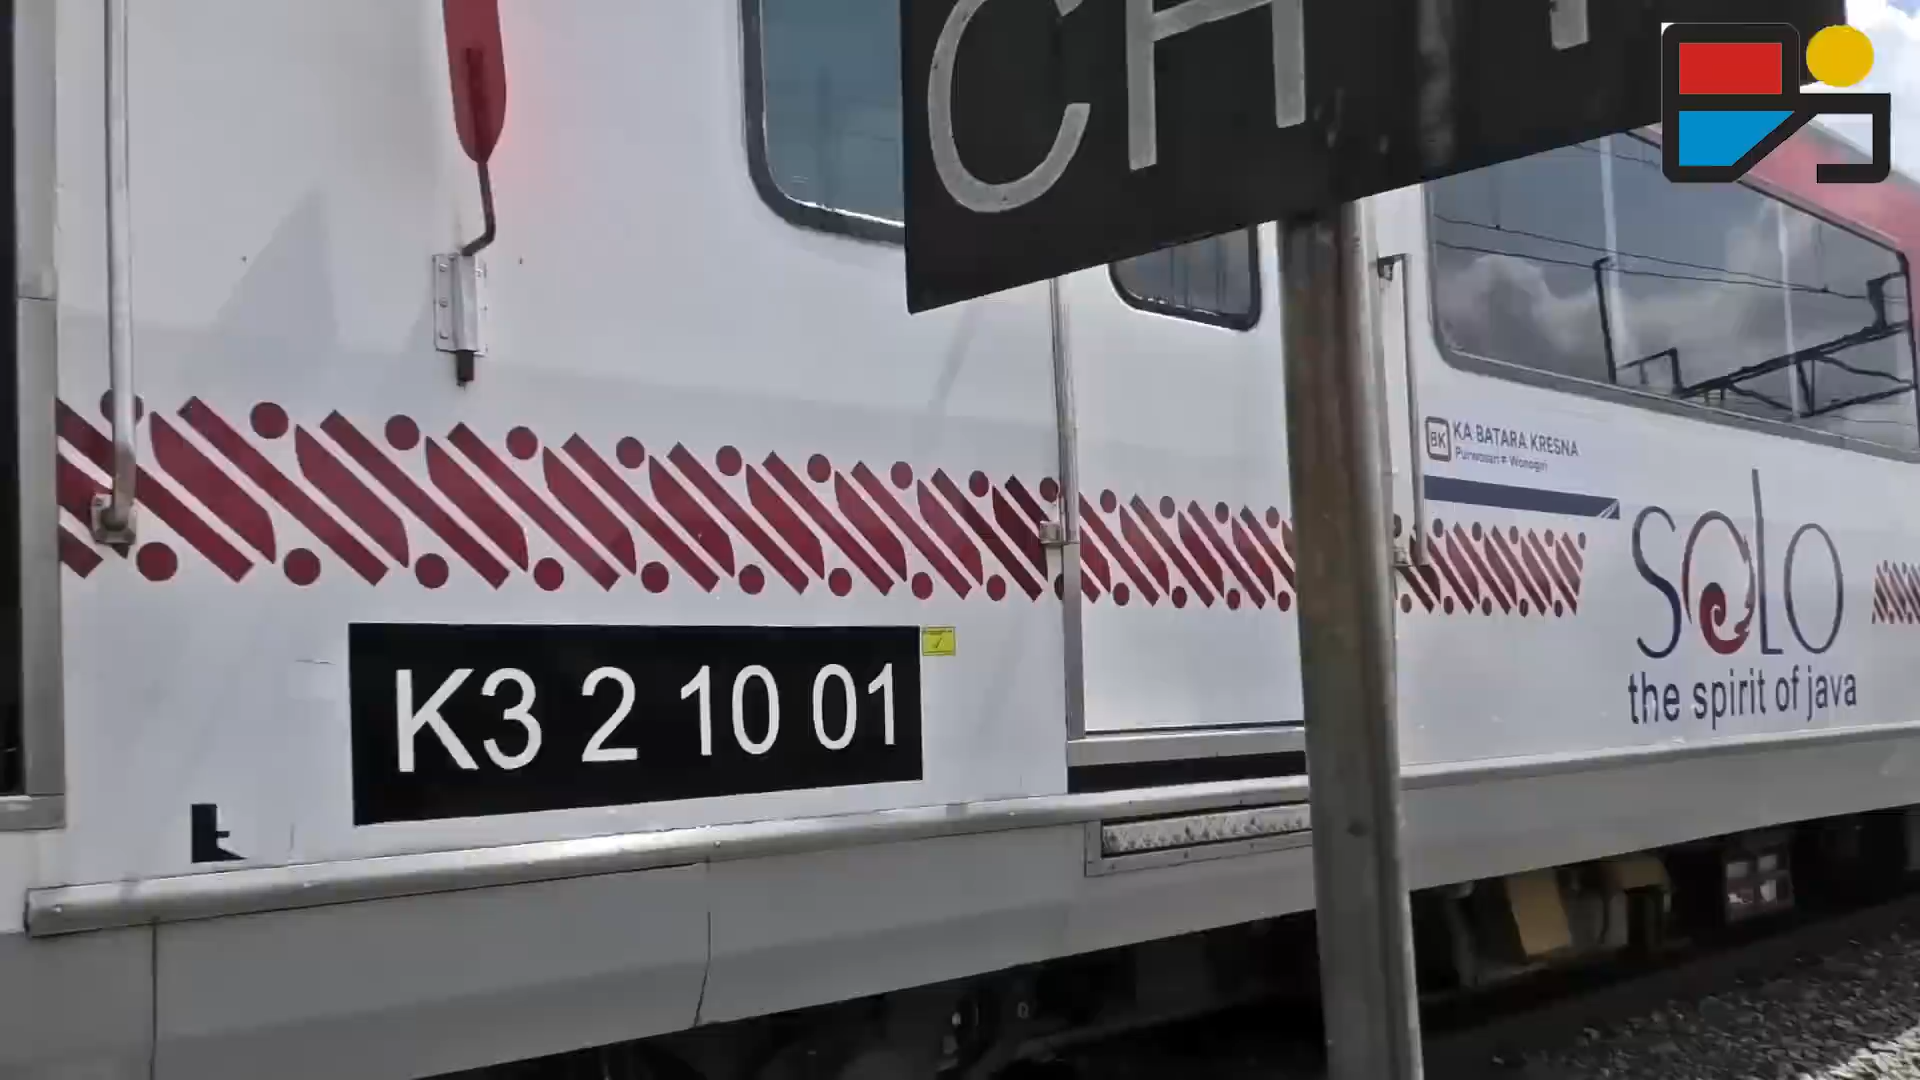 CH
KA BATARA KRESNA
Purwosari - Wonogiri
SOLO
the spirit of java
K3 2 10 01
BK